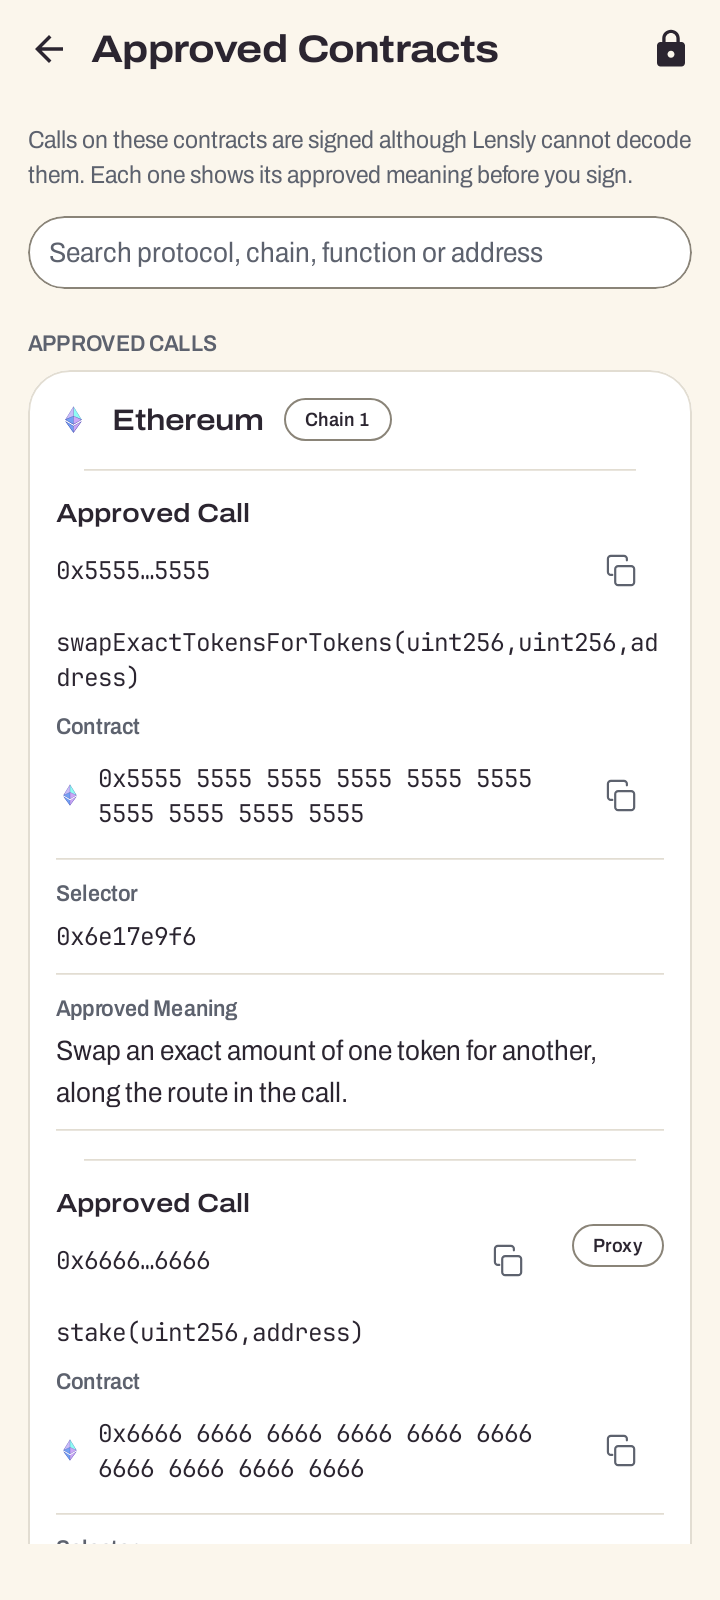 Approved Contracts
Calls on these contracts are signed although Lensly cannot decode
them. Each one shows its approved meaning before you sign.
Search protocol, chain, function or address
APPROVED CALLS
Ethereum
Chain 1
Approved Call
0x5555…5555
swapExactTokensForTokens(uint256,uint256,ad
dress)
Contract
0x5555 5555 5555 5555 5555 5555
5555 5555 5555 5555
Selector
0x6e17e9f6
Approved Meaning
Swap an exact amount of one token for another,
along the route in the call.
Approved Call
0x6666…6666
Proxy
stake(uint256,address)
Contract
0x6666 6666 6666 6666 6666 6666
6666 6666 6666 6666